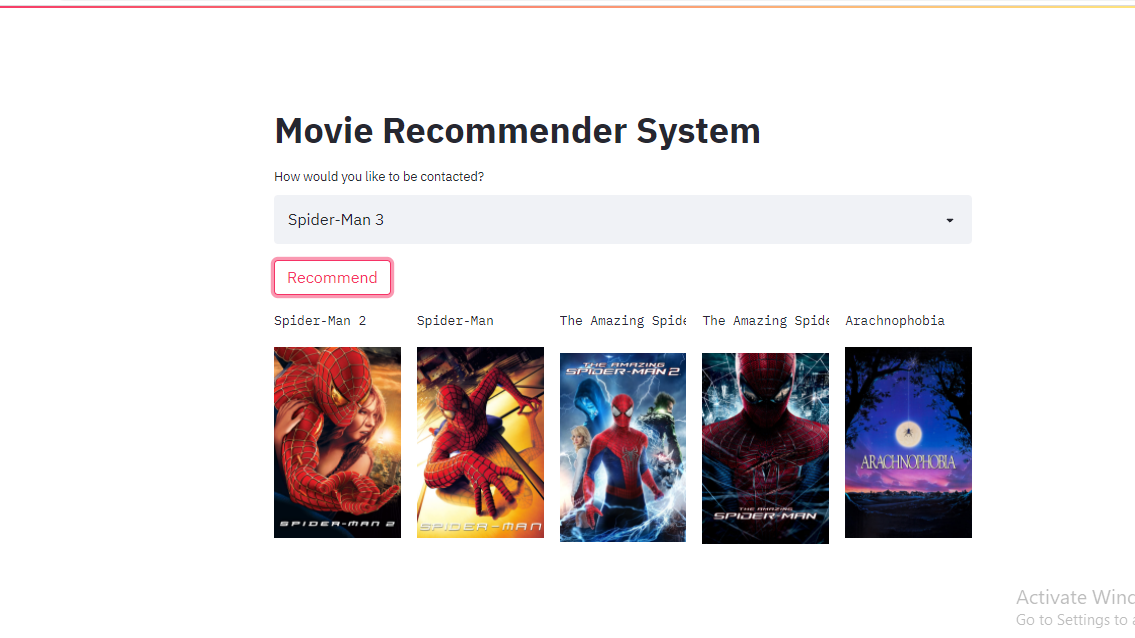 Movie Recommender System
How would you like to be contacted?
Spider-Man 3
Recommend
Spider-Man 2
Spider-Man
The Amazing Spide
The Amazing Spide
Arachnophobia
SPIDER-MAN 2
SPIDER-MAN
THE AMAZING
SPIDER-MAN 2
THE AMAZING
SPIDER-MAN
ARACHNOPHOBIA
Activate Wind
Go to Settings to a